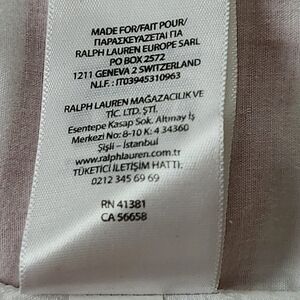 MADE FOR/FAIT POUR/
ΠΑΡΑΣΚΕΥΑΖΕΤΑΙ ΓΙΑ
RALPH LAUREN EUROPE SARL
PO BOX 2572
1211 GENEVA 2 SWITZERLAND
N.I.F. : IT03945310963
RALPH LAUREN MAĞAZACILIK VE
TİC. LTD. ŞTİ.
Esentepe Kasap Sok. Altınay İş
Merkezi No: 8-10 K: 4 34360
Şişli – İstanbul
www.ralphlauren.com.tr
TÜKETİCİ İLETİŞİM HATTI:
0212 345 69 69
RN 41381
CA 56658